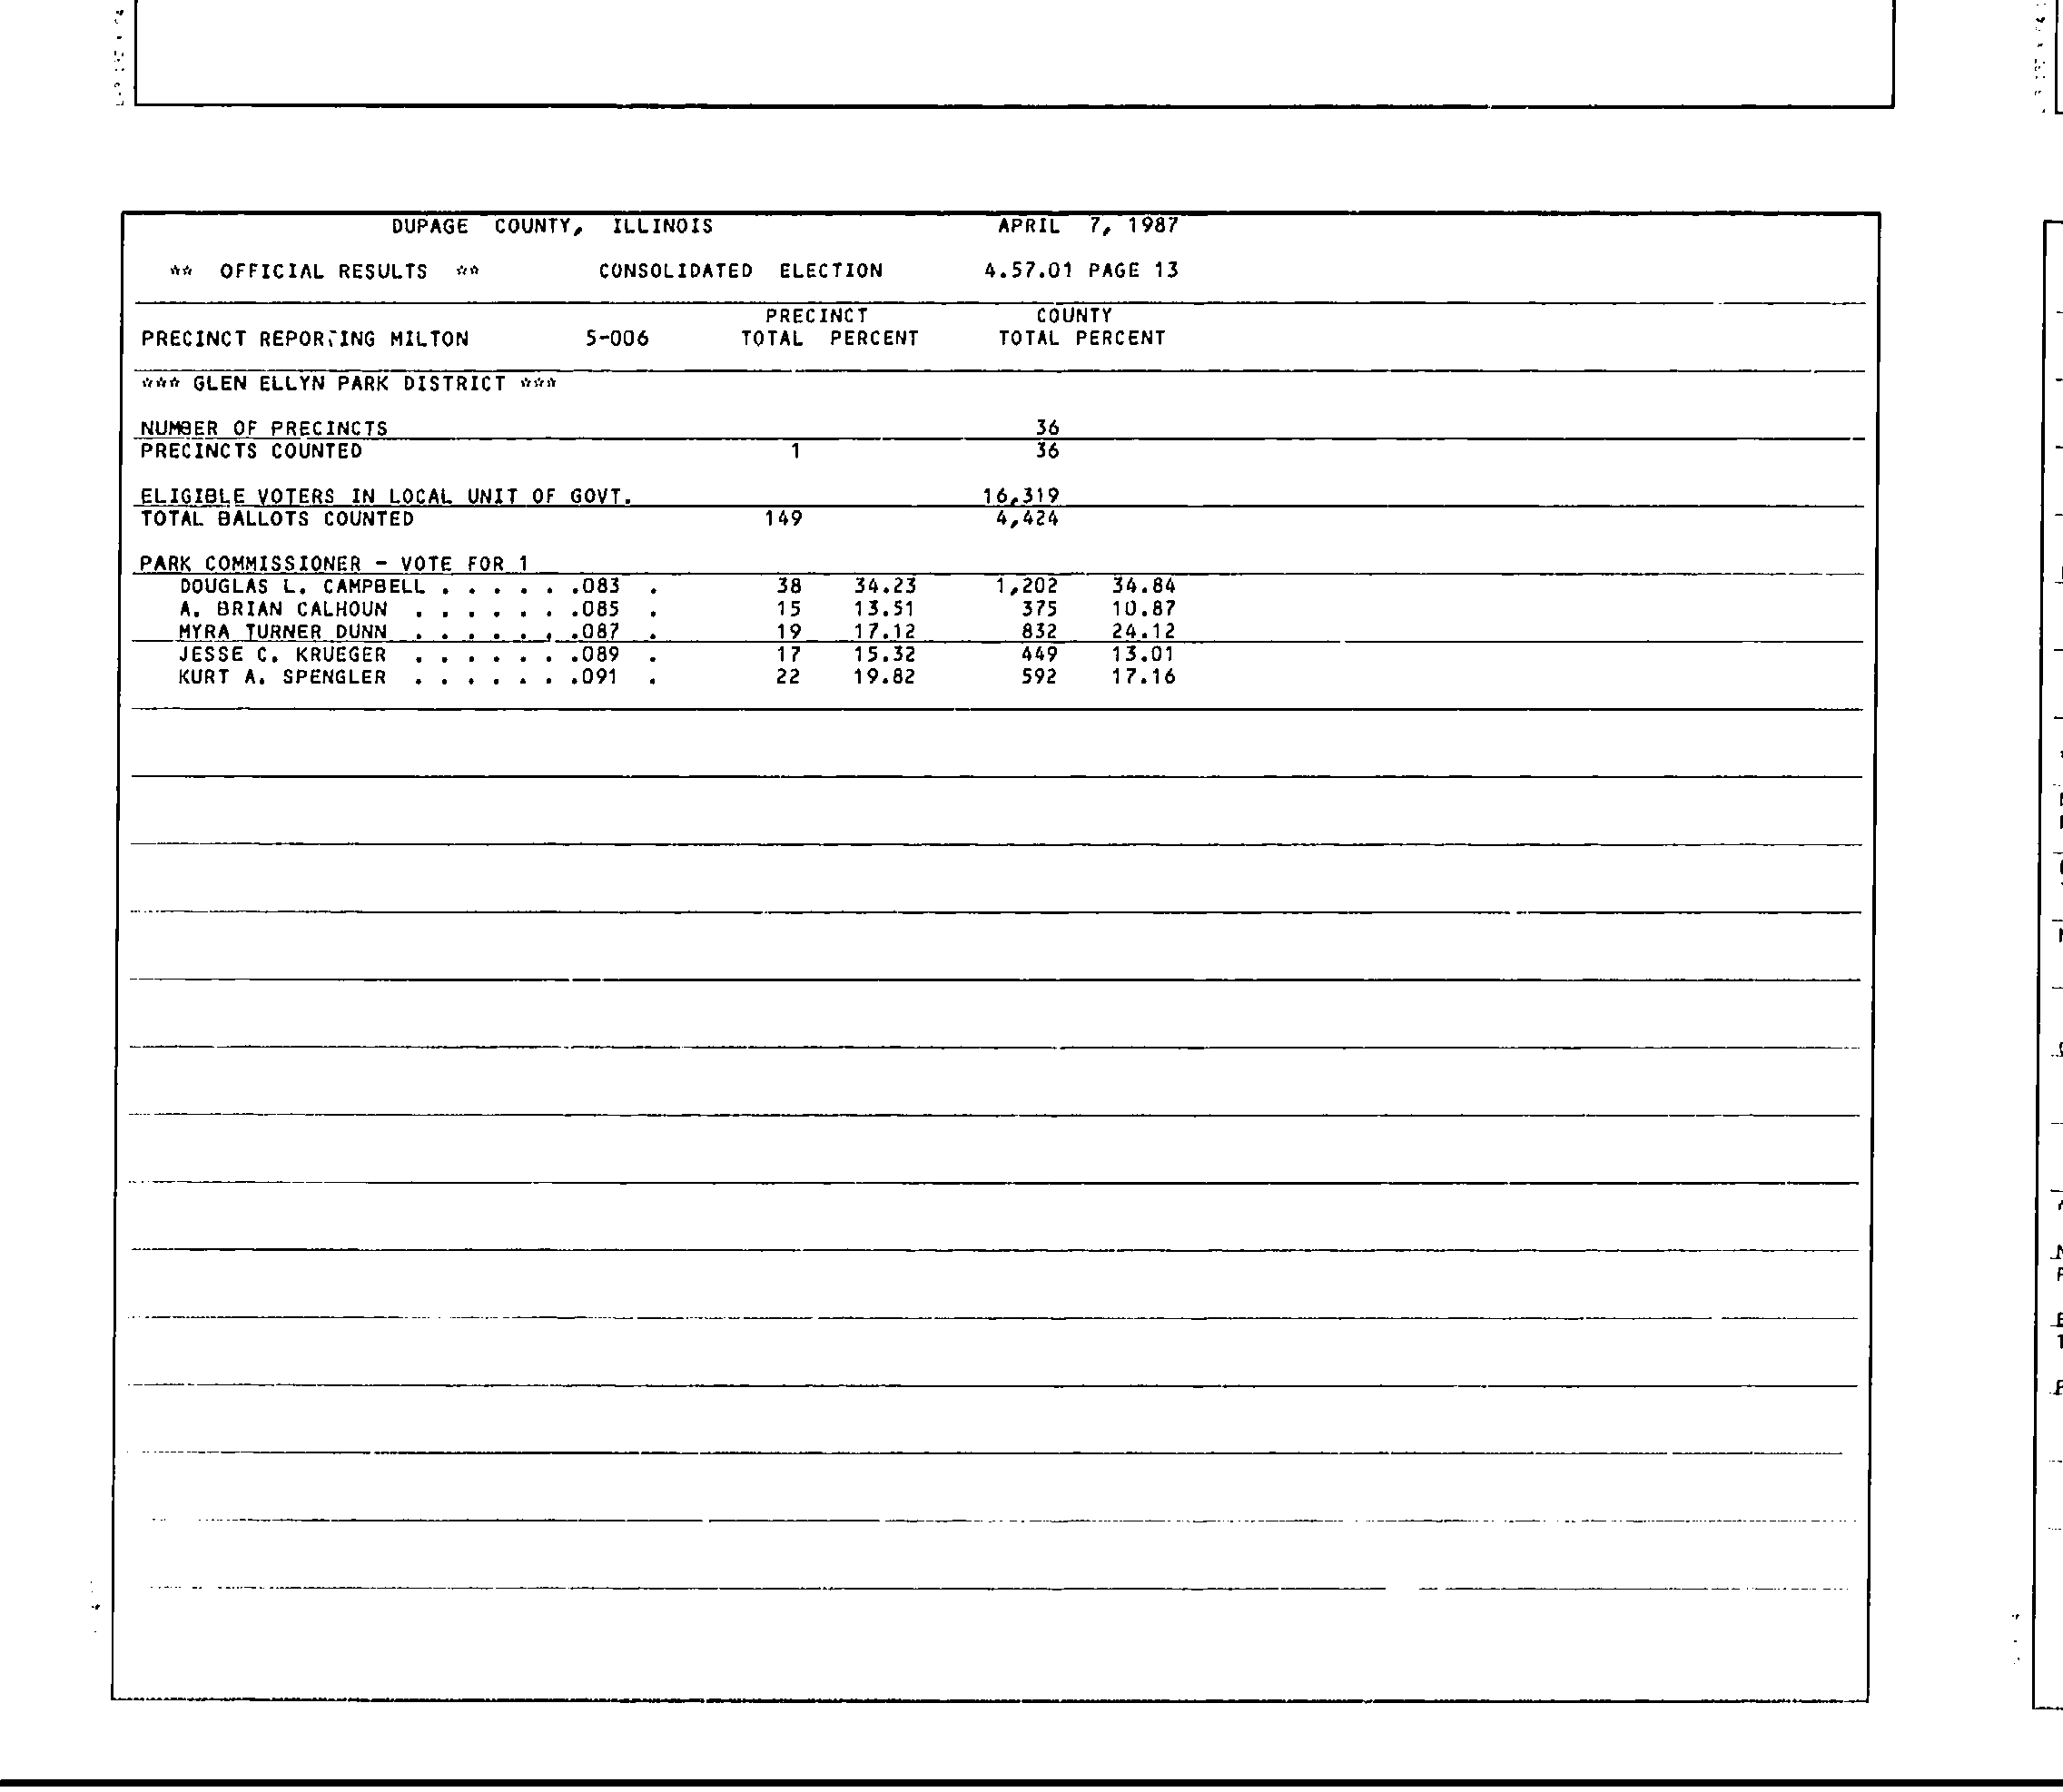 DUPAGE COUNTY, ILLINOIS APRIL 7, 1987
** OFFICIAL RESULTS ** CONSOLIDATED ELECTION 4.57.01 PAGE 13
PRECINCT COUNTY
PRECINCT REPORTING MILTON 5-006 TOTAL PERCENT TOTAL PERCENT
*** GLEN ELLYN PARK DISTRICT ***
NUMBER OF PRECINCTS 36
PRECINCTS COUNTED 1 36
ELIGIBLE VOTERS IN LOCAL UNIT OF GOVT. 16,319
TOTAL BALLOTS COUNTED 149 4,424
PARK COMMISSIONER - VOTE FOR 1
DOUGLAS L. CAMPBELL . . . . . .083 . 38 34.23 1,202 34.84
A. BRIAN CALHOUN . . . . . . .085 . 15 13.51 375 10.87
MYRA TURNER DUNN . . . . . . .087 . 19 17.12 832 24.12
JESSE C. KRUEGER . . . . . . .089 . 17 15.32 449 13.01
KURT A. SPENGLER . . . . . . .091 . 22 19.82 592 17.16